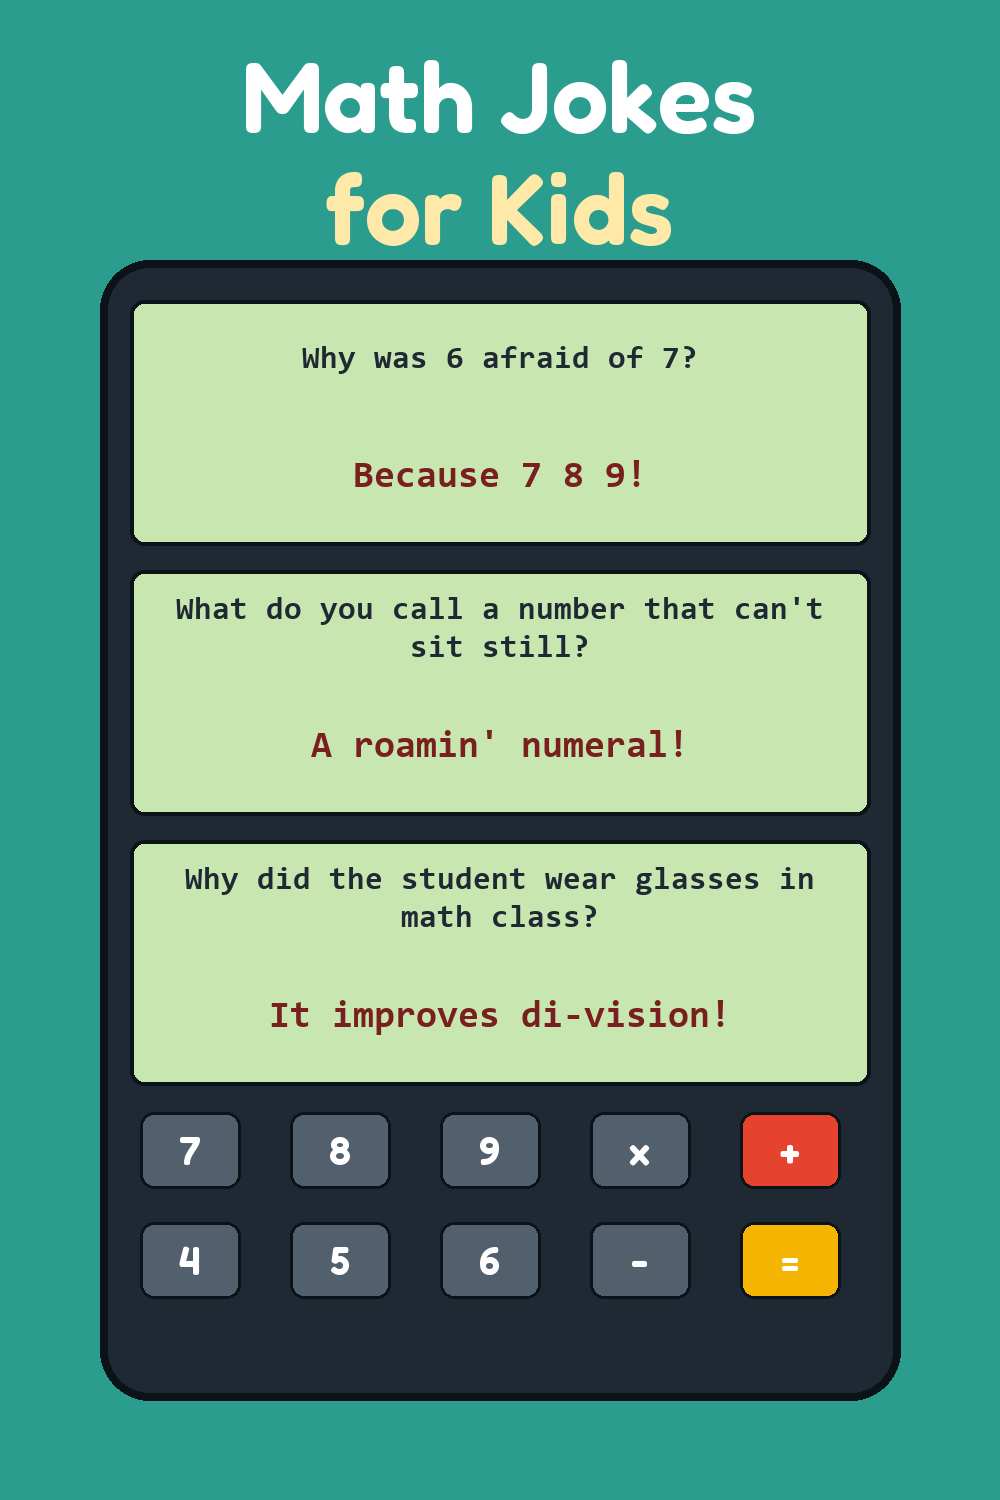 Math Jokes
for Kids
Why was 6 afraid of 7?
Because 7 8 9!
What do you call a number that can't
sit still?
A roamin' numeral!
Why did the student wear glasses in
math class?
It improves di-vision!
7 8 9 x +
4 5 6 - =